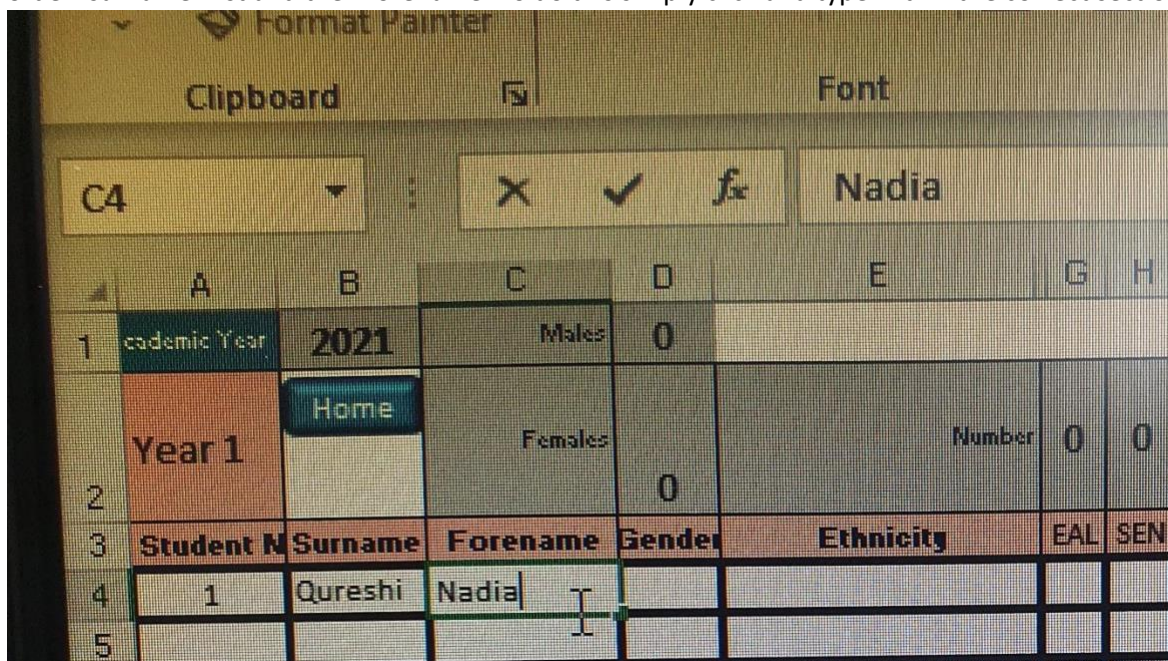 Format Painter
Clipboard Font
C4 fx Nadia
A B C D E G H
1 cademic Year 2021 Males 0
Home
Year 1 Females Number 0 0
2 0
3 Student N Surname Forename Gender Ethnicity EAL SEN
4 1 Qureshi Nadia
5